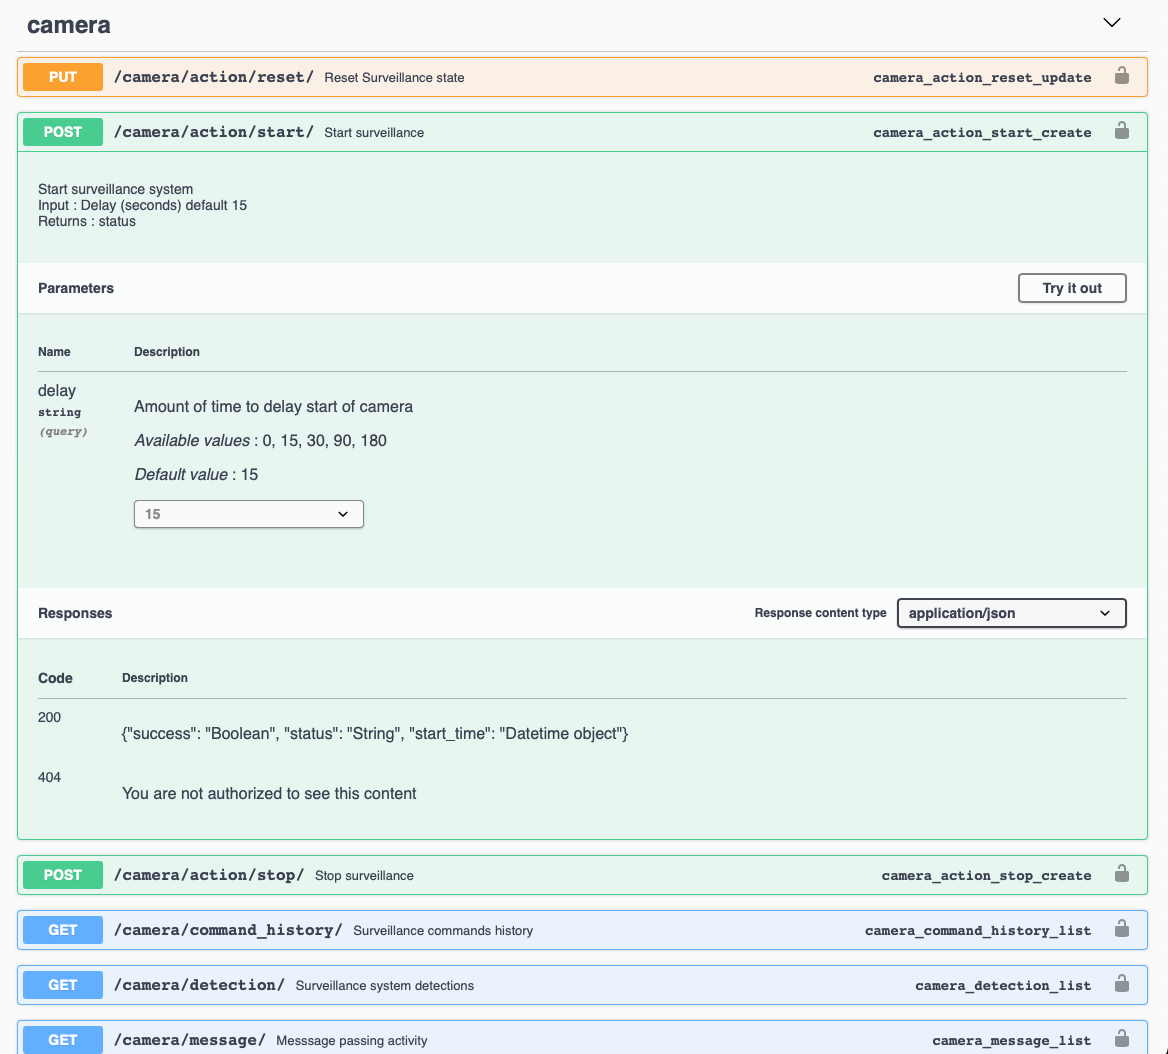 camera
PUT /camera/action/reset/ Reset Surveillance state camera_action_reset_update
POST /camera/action/start/ Start surveillance camera_action_start_create
Start surveillance system
Input : Delay (seconds) default 15
Returns : status
Parameters Try it out
Name Description
delay
string
(query)
Amount of time to delay start of camera
Available values : 0, 15, 30, 90, 180
Default value : 15
15
Responses Response content type application/json
Code Description
200
{"success": "Boolean", "status": "String", "start_time": "Datetime object"}
404
You are not authorized to see this content
POST /camera/action/stop/ Stop surveillance camera_action_stop_create
GET /camera/command_history/ Surveillance commands history camera_command_history_list
GET /camera/detection/ Surveillance system detections camera_detection_list
GET /camera/message/ Messsage passing activity camera_message_list